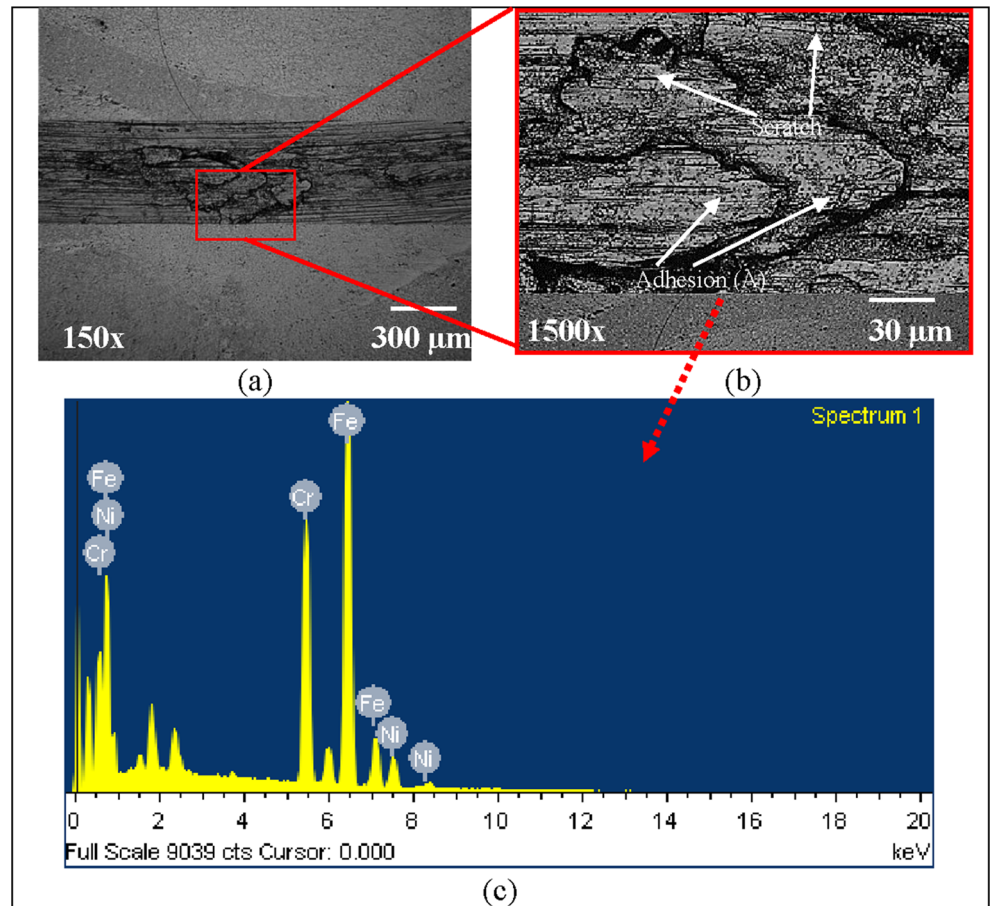 150x
300 μm
(a)
Scratch
Adhesion (A)
1500x
30 μm
(b)
Spectrum 1
Fe
Ni
Cr
Cr
Fe
Fe
Ni
Ni
0 2 4 6 8 10 12 14 16 18 20
Full Scale 9039 cts Cursor: 0.000
keV
(c)